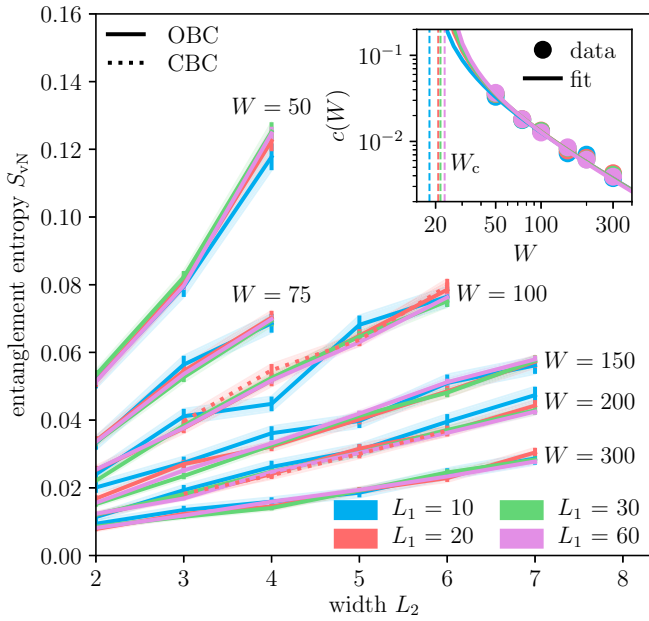 0.16
0.14
0.12
0.10
0.08
0.06
0.04
0.02
0.00
entanglement entropy S_vN
OBC
CBC
W = 50
W = 75
W = 100
W = 150
W = 200
W = 300
10^−1
10^−2
c(W)
data
fit
W_c
20 50 100 300
W
L_1 = 10 L_1 = 30
L_1 = 20 L_1 = 60
2 3 4 5 6 7 8
width L_2